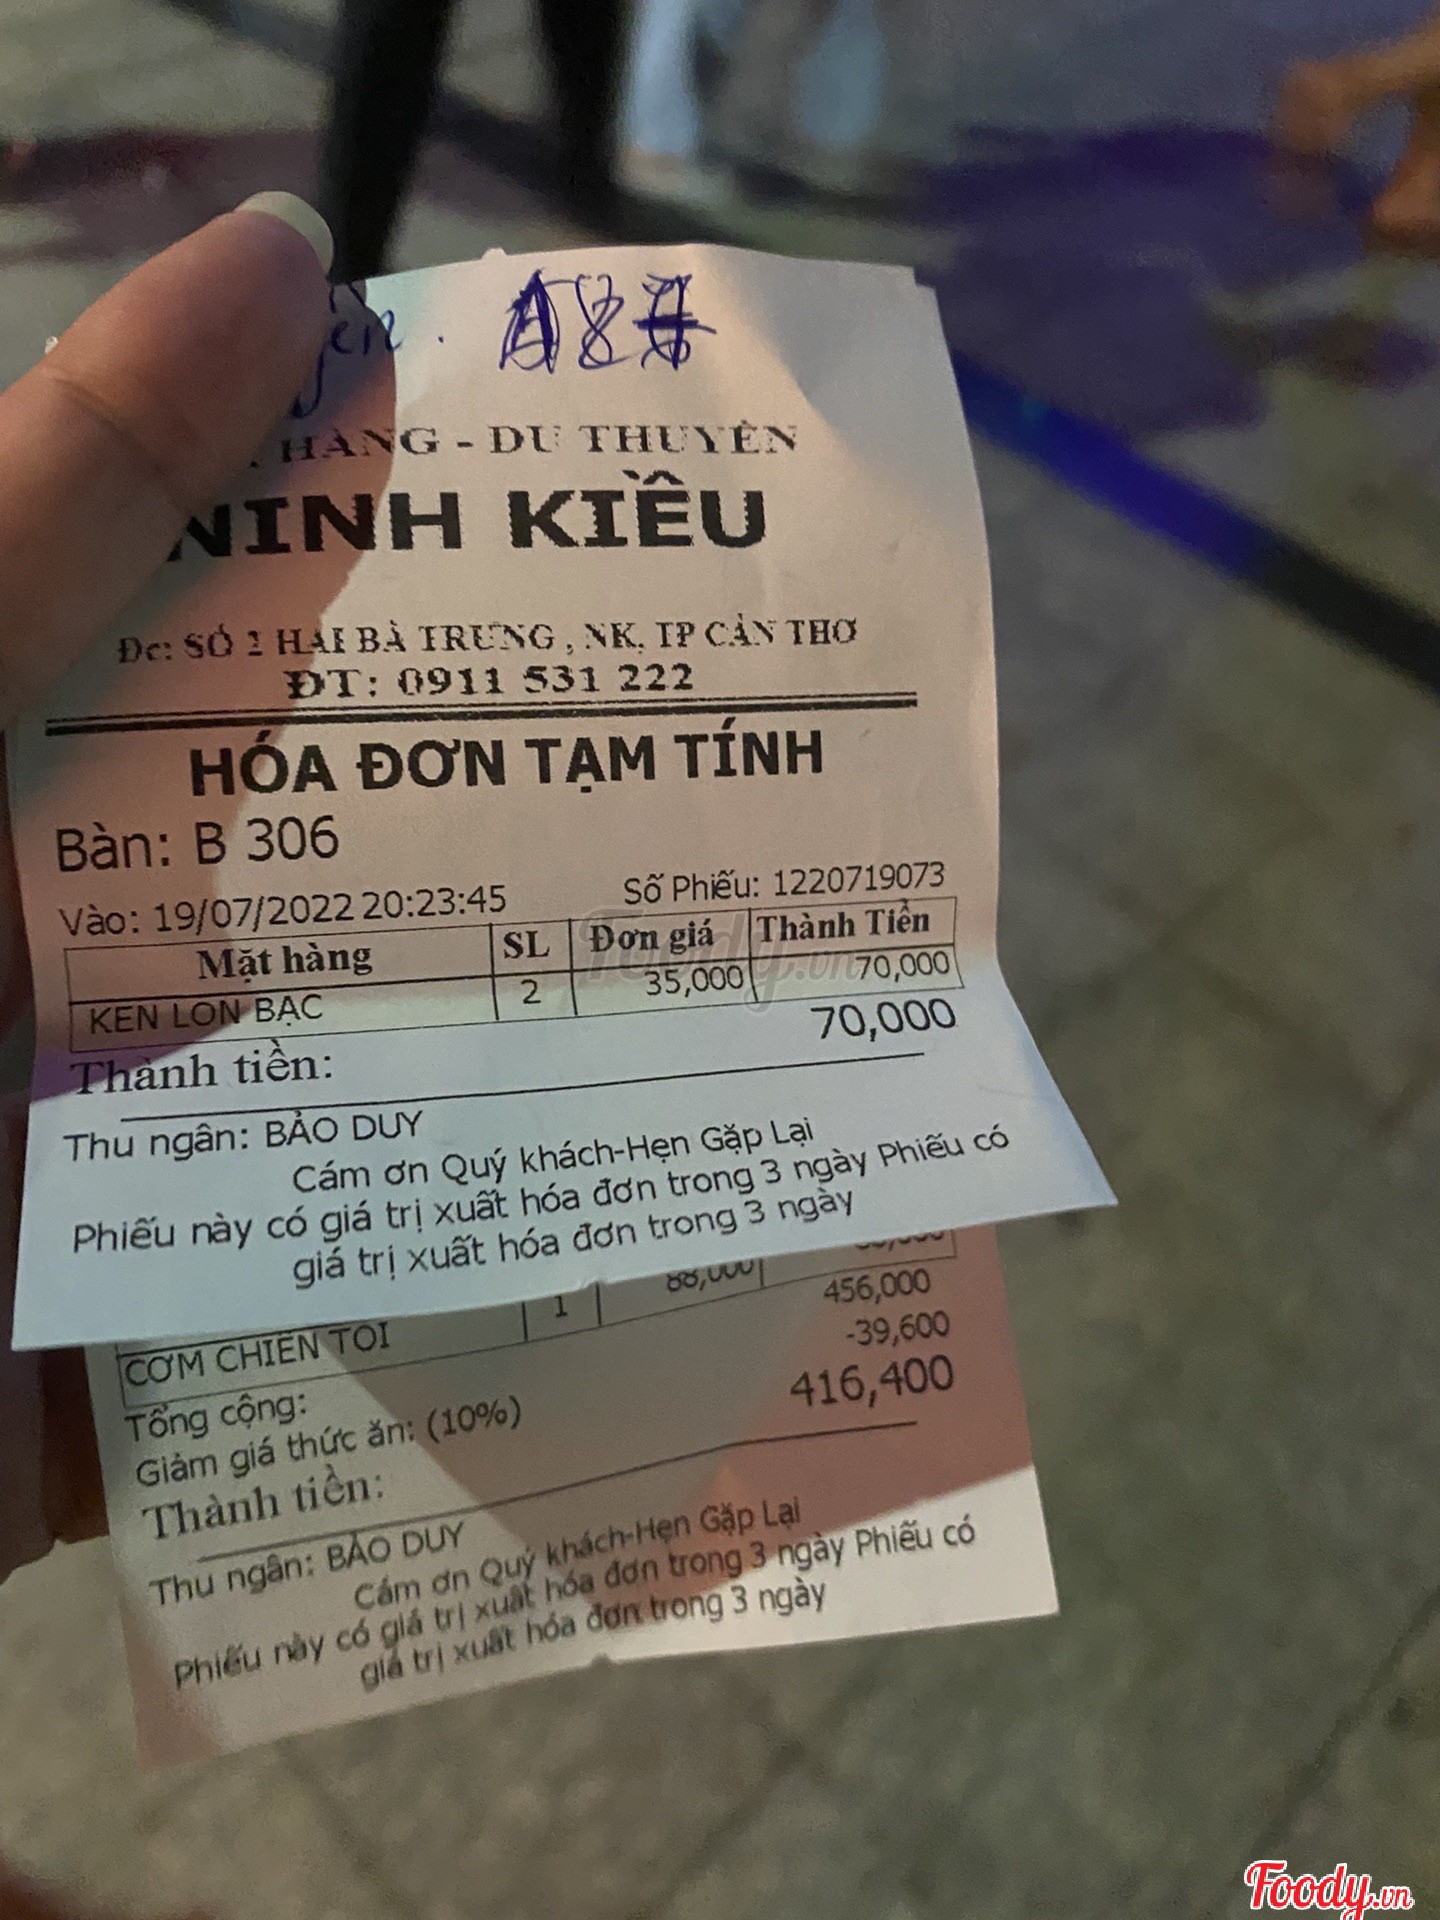 HÀNG - DU THUYỀN
NINH KIỀU
Đc: SỐ 2 HAI BÀ TRƯNG , NK, TP CẦN THƠ
ĐT: 0911 531 222
HÓA ĐƠN TẠM TÍNH
Bàn: B 306
Vào: 19/07/2022 20:23:45 Số Phiếu: 1220719073
Mặt hàng SL Đơn giá Thành Tiền
KEN LON BẠC 2 35,000 70,000
Thành tiền: 70,000
Thu ngân: BẢO DUY
Cám ơn Quý khách-Hẹn Gặp Lại
Phiếu này có giá trị xuất hóa đơn trong 3 ngày Phiếu có
giá trị xuất hóa đơn trong 3 ngày
CƠM CHIÊN TỎI 1 88,000
Tổng cộng: 456,000
Giảm giá thức ăn: (10%) -39,600
Thành tiền: 416,400
Thu ngân: BẢO DUY
Cám ơn Quý khách-Hẹn Gặp Lại
Phiếu này có giá trị xuất hóa đơn trong 3 ngày Phiếu có
giá trị xuất hóa đơn trong 3 ngày
Foody.vn
Foody.vn